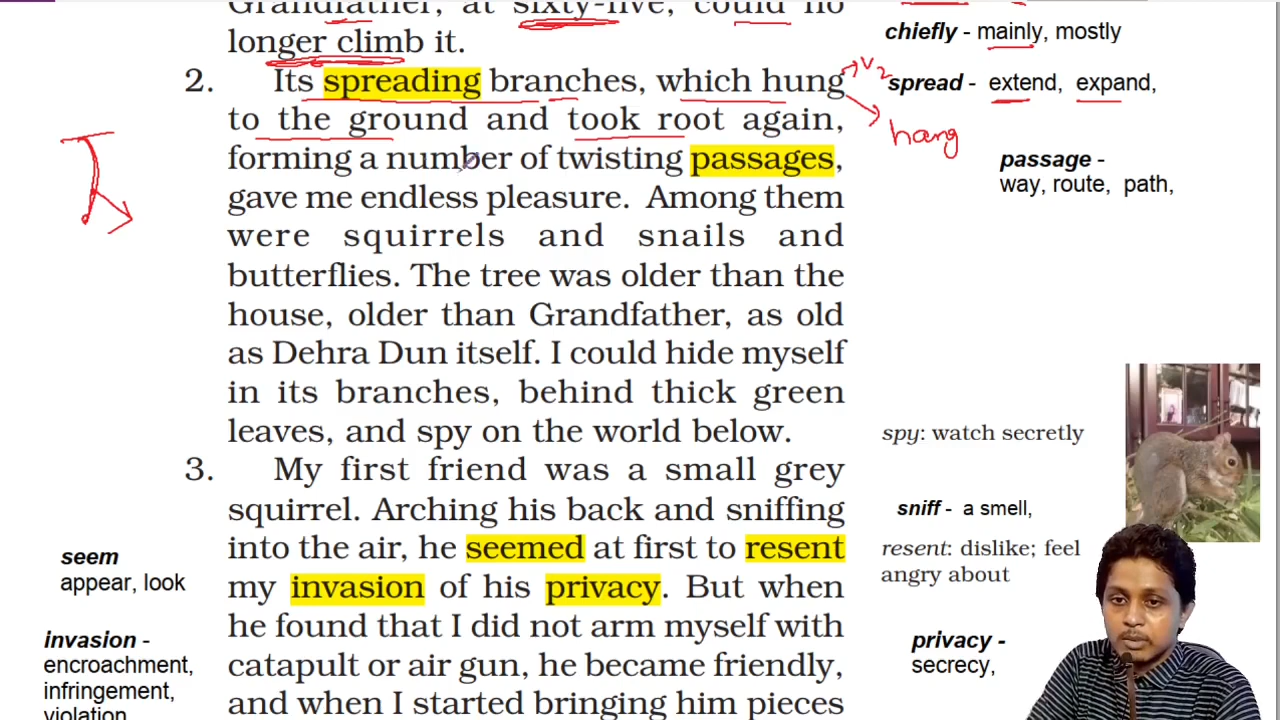 Grandfather, at sixty-five, could no
longer climb it.
2. Its spreading branches, which hung
to the ground and took root again,
forming a number of twisting passages,
gave me endless pleasure. Among them
were squirrels and snails and
butterflies. The tree was older than the
house, older than Grandfather, as old
as Dehra Dun itself. I could hide myself
in its branches, behind thick green
leaves, and spy on the world below.
3. My first friend was a small grey
squirrel. Arching his back and sniffing
into the air, he seemed at first to resent
my invasion of his privacy. But when
he found that I did not arm myself with
catapult or air gun, he became friendly,
and when I started bringing him pieces
chiefly - mainly, mostly
V2
spread - extend, expand,
hang
passage -
way, route, path,
spy: watch secretly
sniff - a smell,
resent: dislike; feel
angry about
privacy -
secrecy,
seem
appear, look
invasion -
encroachment,
infringement,
violation